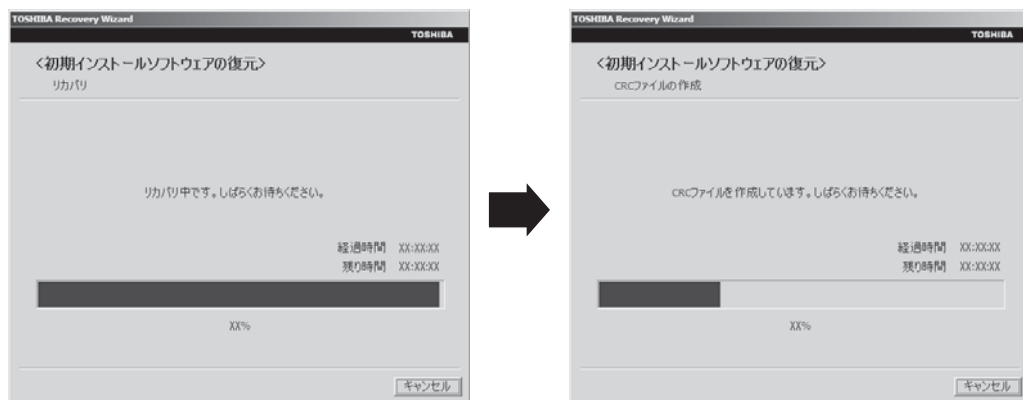 TOSHIBA Recovery Wizard
TOSHIBA
<初期インストールソフトウェアの復元>
リカバリ
リカバリ中です。しばらくお待ちください。
経過時間 XX:XX:XX
残り時間 XX:XX:XX
XX%
キャンセル
TOSHIBA Recovery Wizard
TOSHIBA
<初期インストールソフトウェアの復元>
CRCファイルの作成
CRCファイルを作成しています。しばらくお待ちください。
経過時間 XX:XX:XX
残り時間 XX:XX:XX
XX%
キャンセル